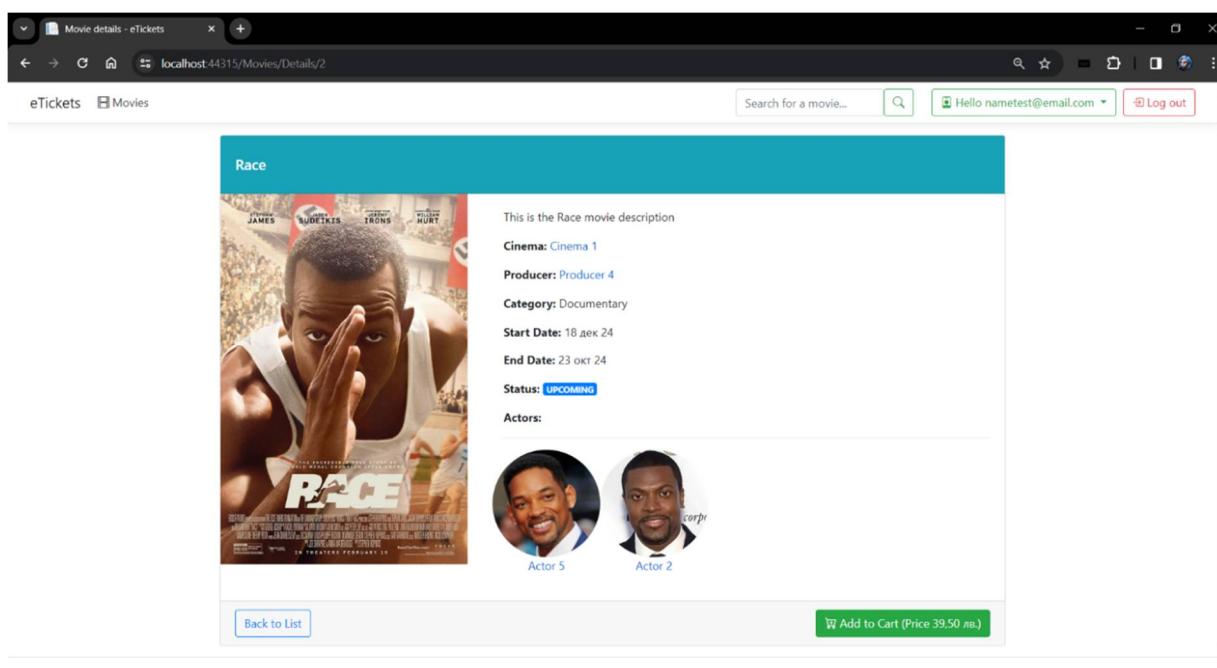 Movie details - eTickets
localhost:44315/Movies/Details/2
eTickets Movies Search for a movie... Hello nametest@email.com Log out
Race
STEPHAN JAMES JASON SUDEIKIS JEREMY IRONS WILLIAM HURT
This is the Race movie description
Cinema: Cinema 1
Producer: Producer 4
Category: Documentary
Start Date: 18 дек 24
End Date: 23 окт 24
Status: UPCOMING
Actors:
RACE
IN THEATERS FEBRUARY 19
corp
Actor 5 Actor 2
Back to List Add to Cart (Price 39,50 лв.)